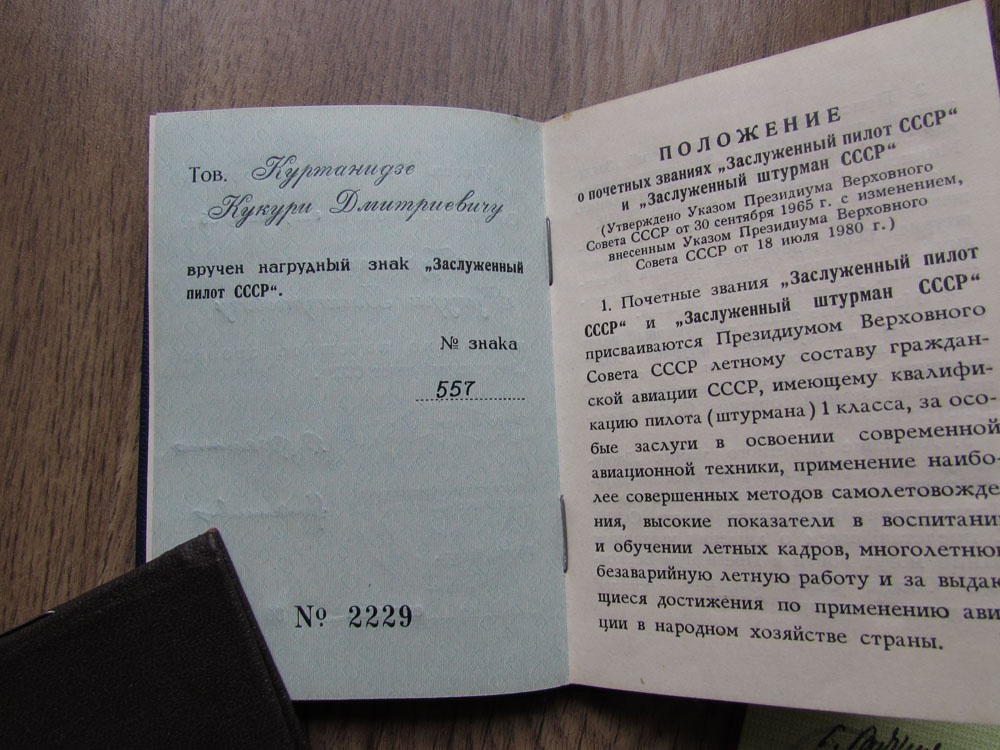 Тов. Куртанидзе
Кукури Дмитриевичу
вручен нагрудный знак „Заслуженный
пилот СССР“.
№ знака
557
№ 2229
ПОЛОЖЕНИЕ
о почетных званиях „Заслуженный пилот СССР“
и „Заслуженный штурман СССР“
(Утверждено Указом Президиума Верховного
Совета СССР от 30 сентября 1965 г. с изменением,
внесенным Указом Президиума Верховного
Совета СССР от 18 июля 1980 г.)
1. Почетные звания „Заслуженный пилот
СССР“ и „Заслуженный штурман СССР“
присваиваются Президиумом Верховного
Совета СССР летному составу граждан-
ской авиации СССР, имеющему квалифи-
кацию пилота (штурмана) 1 класса, за осо-
бые заслуги в освоении современной
авиационной техники, применение наибо-
лее совершенных методов самолетовожде-
ния, высокие показатели в воспитании
и обучении летных кадров, многолетнюю
безаварийную летную работу и за выдаю
щиеся достижения по применению авиа
ции в народном хозяйстве страны.